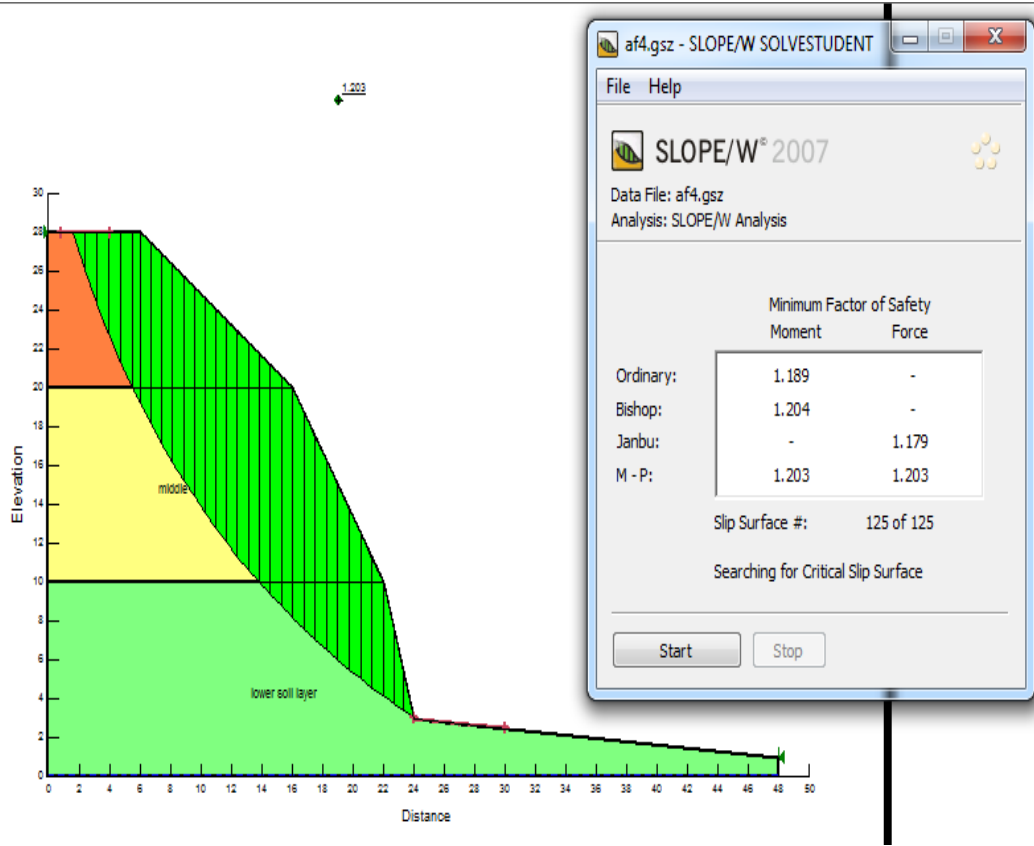 1.203
30
28
26
24
22
20
18
16
14
12
10
8
6
4
2
0
Elevation
middle
lower soil layer
0 2 4 6 8 10 12 14 16 18 20 22 24 26 28 30 32 34 36 38 40 42 44 46 48 50
Distance
af4.gsz - SLOPE/W SOLVESTUDENT
File Help
SLOPE/W© 2007
Data File: af4.gsz
Analysis: SLOPE/W Analysis
Minimum Factor of Safety
Moment Force
Ordinary: 1.189 -
Bishop: 1.204 -
Janbu: - 1.179
M - P: 1.203 1.203
Slip Surface #: 125 of 125
Searching for Critical Slip Surface
Start Stop